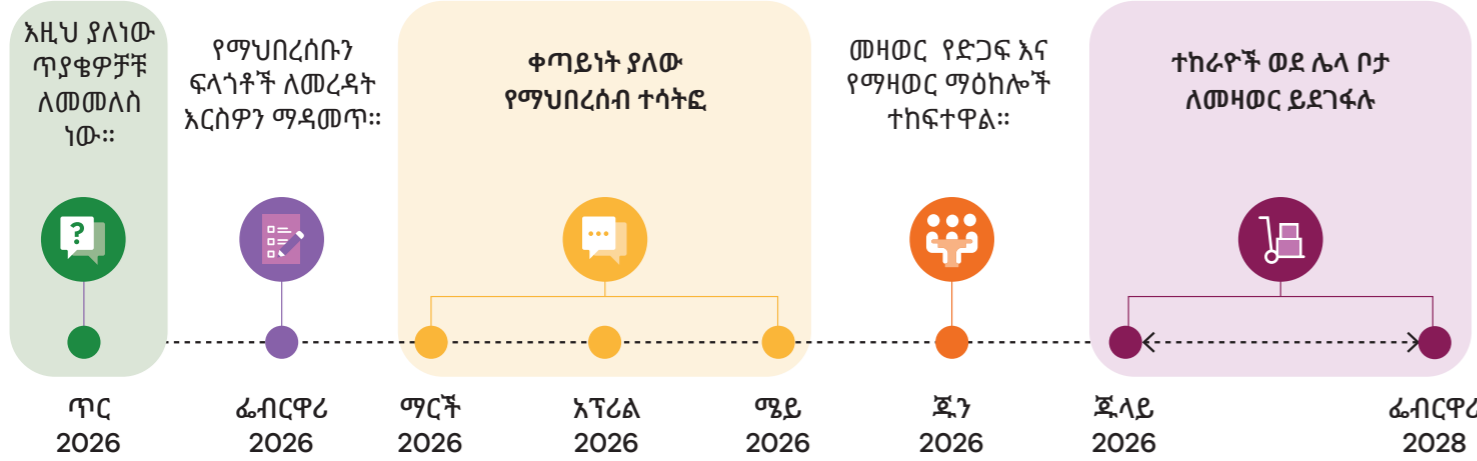 እዚህ ያለነው
ጥያቄዎቻቹ
ለመመለስ
ነው።
የማህበረሰቡን
ፍላጎቶች ለመረዳት
እርስዎን ማዳመጥ።
ቀጣይነት ያለው
የማህበረሰብ ተሳትፎ
መዛወር የድጋፍ እና
የማዛወር ማዕከሎች
ተከፍተዋል።
ተከራዮች ወደ ሌላ ቦታ
ለመዛወር ይደገፋሉ
?
ጥር
2026
ፌብርዋሪ
2026
ማርች
2026
አፕሪል
2026
ሜይ
2026
ጁን
2026
ጁላይ
2026
ፌብርዋሪ
2028